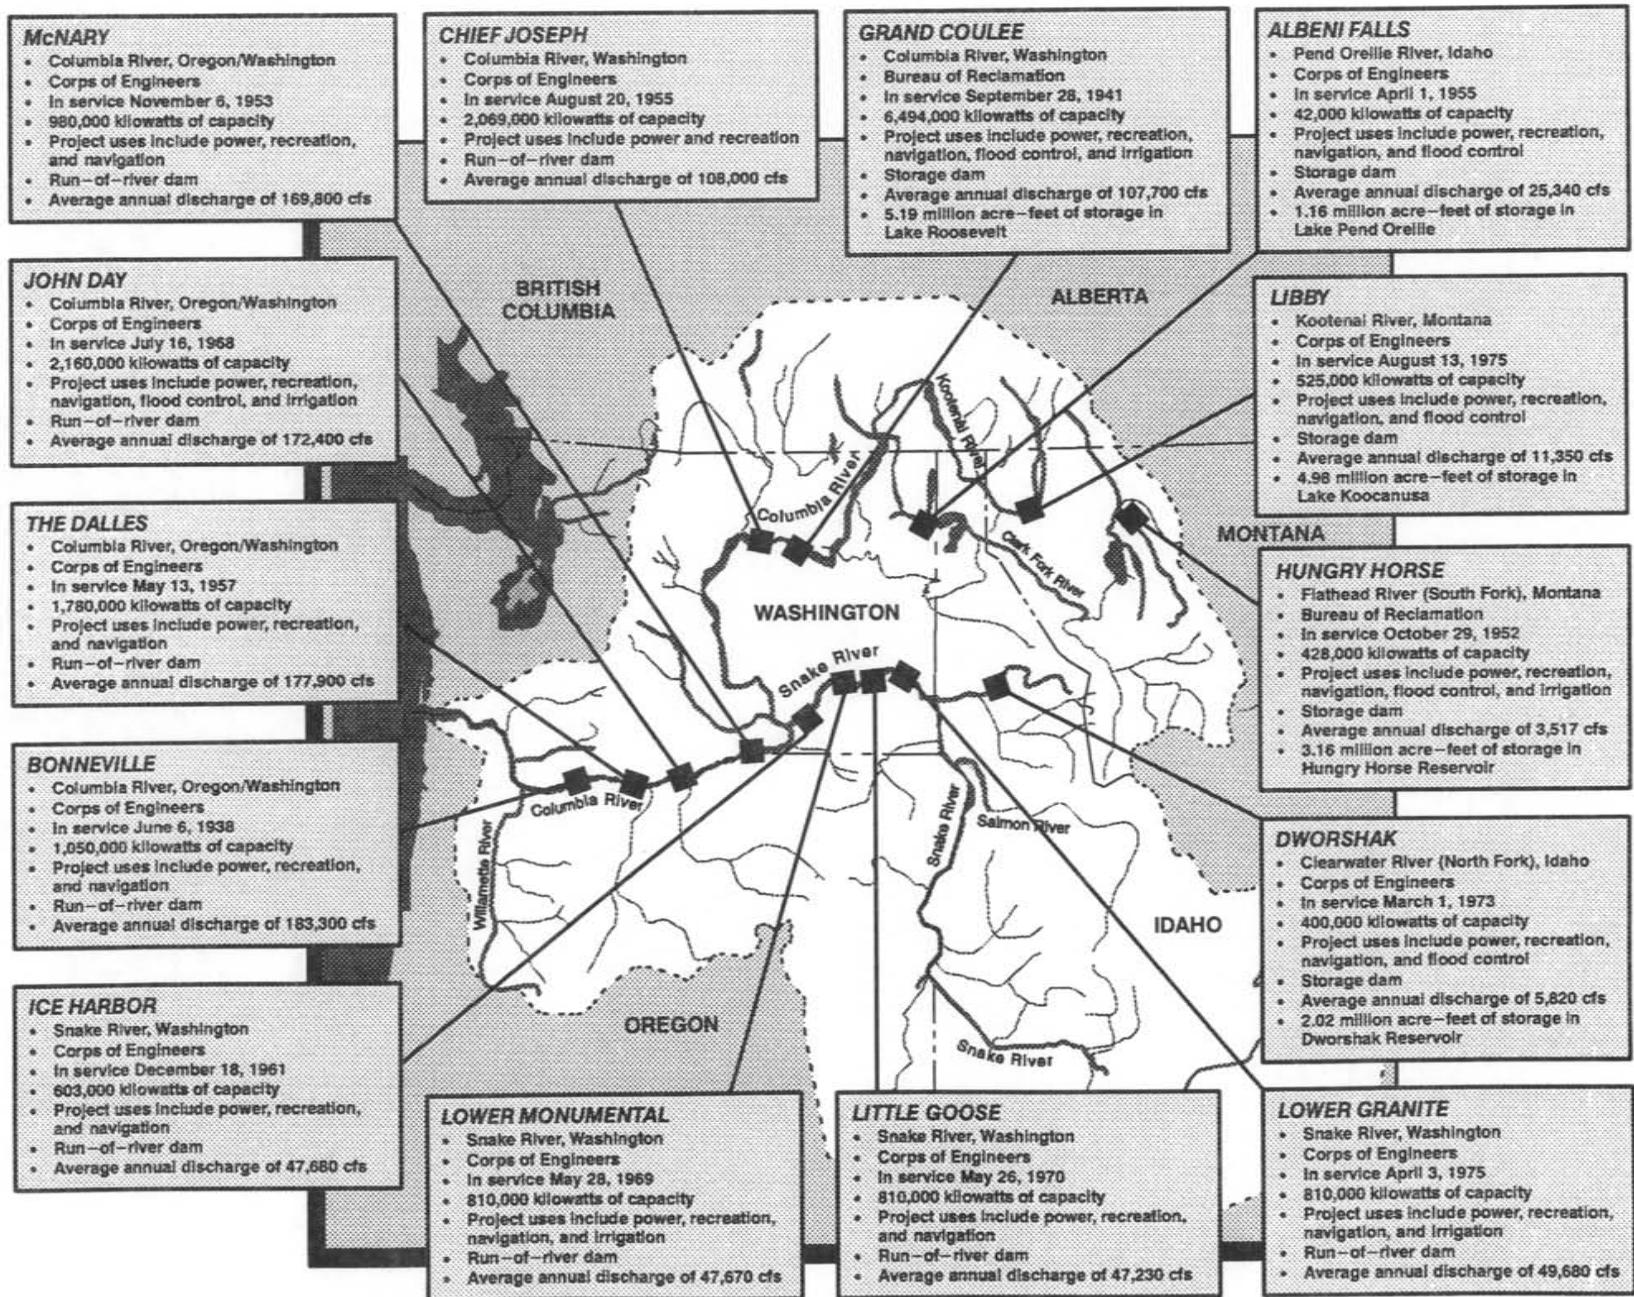 McNARY
• Columbia River, Oregon/Washington
• Corps of Engineers
• In service November 6, 1953
• 980,000 kilowatts of capacity
• Project uses include power, recreation,
and navigation
• Run-of-river dam
• Average annual discharge of 169,800 cfs
CHIEF JOSEPH
• Columbia River, Washington
• Corps of Engineers
• In service August 20, 1955
• 2,069,000 kilowatts of capacity
• Project uses include power and recreation
• Run-of-river dam
• Average annual discharge of 108,000 cfs
GRAND COULEE
• Columbia River, Washington
• Bureau of Reclamation
• In service September 28, 1941
• 6,494,000 kilowatts of capacity
• Project uses include power, recreation,
navigation, flood control, and irrigation
• Storage dam
• Average annual discharge of 107,700 cfs
• 5.19 million acre-feet of storage in
Lake Roosevelt
ALBENI FALLS
• Pend Oreille River, Idaho
• Corps of Engineers
• In service April 1, 1955
• 42,000 kilowatts of capacity
• Project uses include power, recreation,
navigation, and flood control
• Storage dam
• Average annual discharge of 25,340 cfs
• 1.16 million acre-feet of storage in
Lake Pend Oreille
JOHN DAY
• Columbia River, Oregon/Washington
• Corps of Engineers
• In service July 16, 1968
• 2,160,000 kilowatts of capacity
• Project uses include power, recreation,
navigation, flood control, and irrigation
• Run-of-river dam
• Average annual discharge of 172,400 cfs
LIBBY
• Kootenai River, Montana
• Corps of Engineers
• In service August 13, 1975
• 525,000 kilowatts of capacity
• Project uses include power, recreation,
navigation, and flood control
• Storage dam
• Average annual discharge of 11,350 cfs
• 4.98 million acre-feet of storage in
Lake Koocanusa
THE DALLES
• Columbia River, Oregon/Washington
• Corps of Engineers
• In service May 13, 1957
• 1,780,000 kilowatts of capacity
• Project uses include power, recreation,
and navigation
• Run-of-river dam
• Average annual discharge of 177,900 cfs
HUNGRY HORSE
• Flathead River (South Fork), Montana
• Bureau of Reclamation
• In service October 29, 1952
• 428,000 kilowatts of capacity
• Project uses include power, recreation,
navigation, flood control, and irrigation
• Storage dam
• Average annual discharge of 3,517 cfs
• 3.16 million acre-feet of storage in
Hungry Horse Reservoir
BONNEVILLE
• Columbia River, Oregon/Washington
• Corps of Engineers
• In service June 6, 1938
• 1,050,000 kilowatts of capacity
• Project uses include power, recreation,
and navigation
• Run-of-river dam
• Average annual discharge of 183,300 cfs
DWORSHAK
• Clearwater River (North Fork), Idaho
• Corps of Engineers
• In service March 1, 1973
• 400,000 kilowatts of capacity
• Project uses include power, recreation,
navigation, and flood control
• Storage dam
• Average annual discharge of 5,820 cfs
• 2.02 million acre-feet of storage in
Dworshak Reservoir
ICE HARBOR
• Snake River, Washington
• Corps of Engineers
• In service December 18, 1961
• 603,000 kilowatts of capacity
• Project uses include power, recreation,
and navigation
• Run-of-river dam
• Average annual discharge of 47,680 cfs
LOWER MONUMENTAL
• Snake River, Washington
• Corps of Engineers
• In service May 28, 1969
• 810,000 kilowatts of capacity
• Project uses include power, recreation,
navigation, and irrigation
• Run-of-river dam
• Average annual discharge of 47,670 cfs
LITTLE GOOSE
• Snake River, Washington
• Corps of Engineers
• In service May 26, 1970
• 810,000 kilowatts of capacity
• Project uses include power, recreation,
and navigation
• Run-of-river dam
• Average annual discharge of 47,230 cfs
LOWER GRANITE
• Snake River, Washington
• Corps of Engineers
• In service April 3, 1975
• 810,000 kilowatts of capacity
• Project uses include power, recreation,
navigation, and irrigation
• Run-of-river dam
• Average annual discharge of 49,680 cfs
BRITISH
COLUMBIA
ALBERTA
Kootenai River
Columbia River
MONTANA
Clark Fork River
WASHINGTON
Snake River
Columbia River
Willamette River
Snake River
Salmon River
IDAHO
OREGON
Snake River